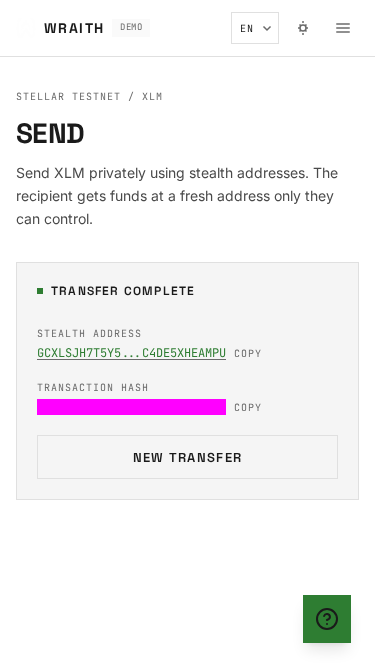 WRAITH DEMO EN
STELLAR TESTNET / XLM
SEND
Send XLM privately using stealth addresses. The
recipient gets funds at a fresh address only they
can control.
TRANSFER COMPLETE
STEALTH ADDRESS
GCXLSJH7T5Y5...C4DE5XHEAMPU COPY
TRANSACTION HASH
COPY
NEW TRANSFER